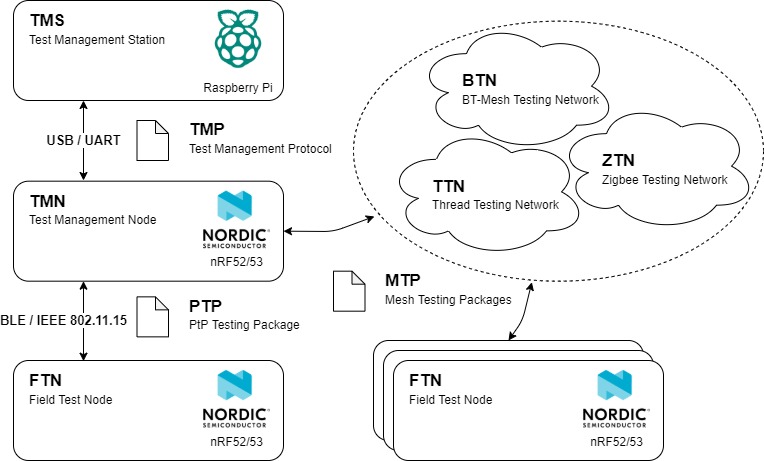 TMS
Test Management Station
Raspberry Pi
USB / UART
TMP
Test Management Protocol
TMN
Test Management Node
NORDIC®
SEMICONDUCTOR
nRF52/53
BLE / IEEE 802.11.15
PTP
PtP Testing Package
FTN
Field Test Node
NORDIC®
SEMICONDUCTOR
nRF52/53
BTN
BT-Mesh Testing Network
ZTN
Zigbee Testing Network
TTN
Thread Testing Network
MTP
Mesh Testing Packages
FTN
Field Test Node
NORDIC®
SEMICONDUCTOR
nRF52/53